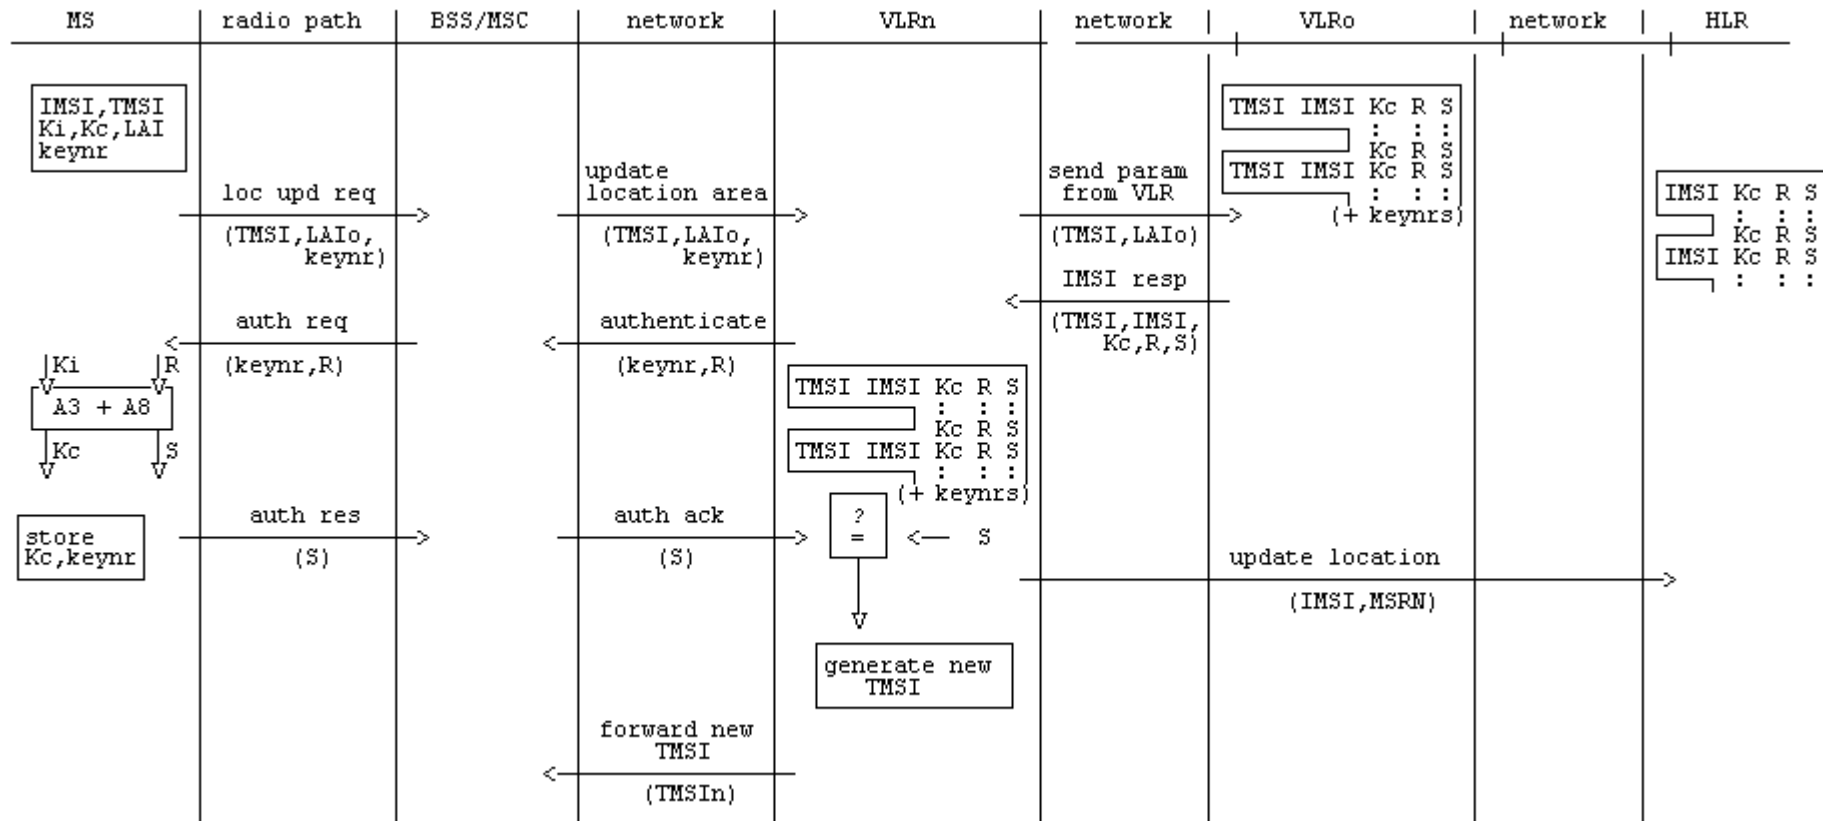 MS | radio path | BSS/MSC | network | VLRn | network | VLRo | network | HLR
IMSI,TMSI
Ki,Kc,LAI
keynr
loc upd req
(TMSI,LAIo,
keynr)
update
location area
(TMSI,LAIo,
keynr)
send param
from VLR
(TMSI,LAIo)
TMSI IMSI Kc R S
: : :
Kc R S
TMSI IMSI Kc R S
: : :
(+ keynrs)
IMSI Kc R S
: : :
Kc R S
IMSI Kc R S
: : :
IMSI resp
(TMSI,IMSI,
Kc,R,S)
authenticate
(keynr,R)
auth req
(keynr,R)
Ki R
A3 + A8
Kc S
TMSI IMSI Kc R S
: : :
Kc R S
TMSI IMSI Kc R S
: : :
(+ keynrs)
store
Kc,keynr
auth res
(S)
auth ack
(S)
?
=
S
update location
(IMSI,MSRN)
generate new
TMSI
forward new
TMSI
(TMSIn)